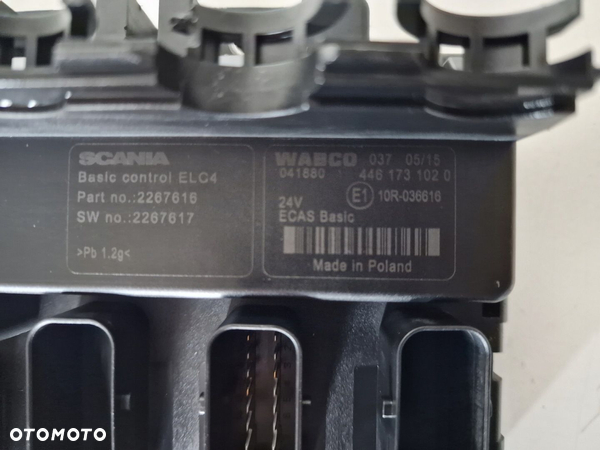 SCANIA
Basic control ELC4
Part no.:2267616
SW no.:2267617
>Pb 1.2g<
WABCO 037 05/15
041680 446 173 102 0
24V E1 10R-036616
ECAS Basic
Made in Poland
OTOMOTO